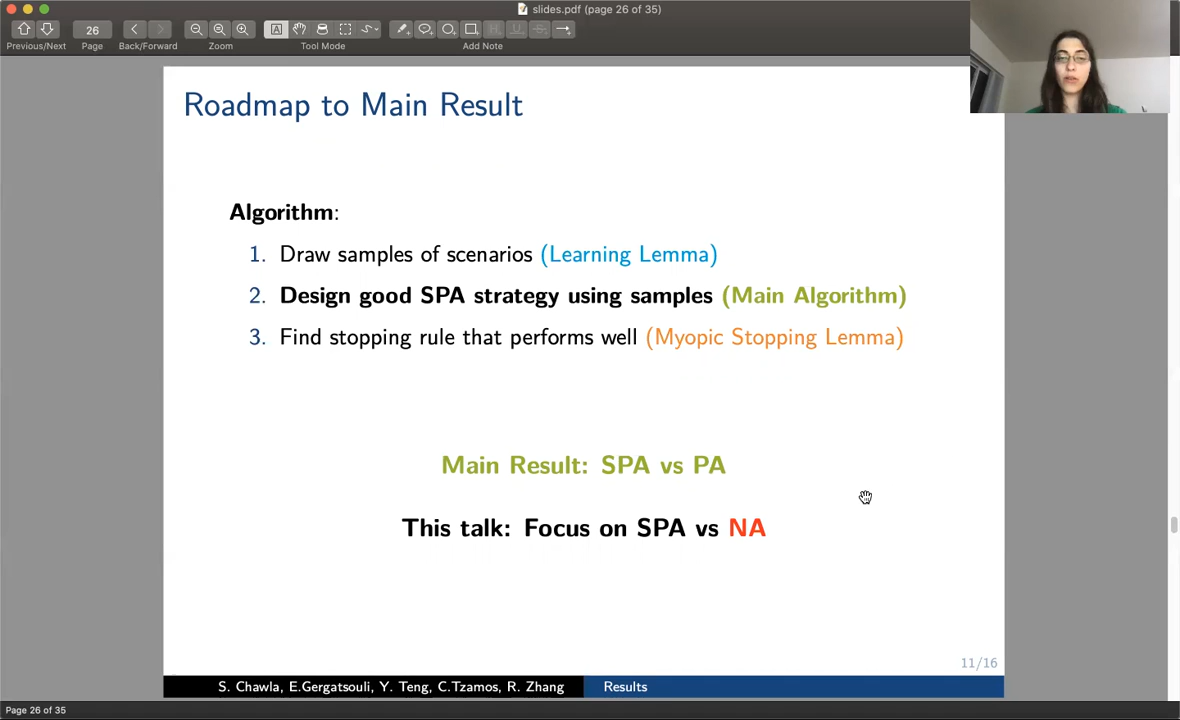 slides.pdf (page 26 of 35)
26
Previous/Next Page Back/Forward Zoom Tool Mode Add Note
Roadmap to Main Result
Algorithm:
1. Draw samples of scenarios (Learning Lemma)
2. Design good SPA strategy using samples (Main Algorithm)
3. Find stopping rule that performs well (Myopic Stopping Lemma)
Main Result: SPA vs PA
This talk: Focus on SPA vs NA
11/16
S. Chawla, E.Gergatsouli, Y. Teng, C.Tzamos, R. Zhang Results
Page 26 of 35